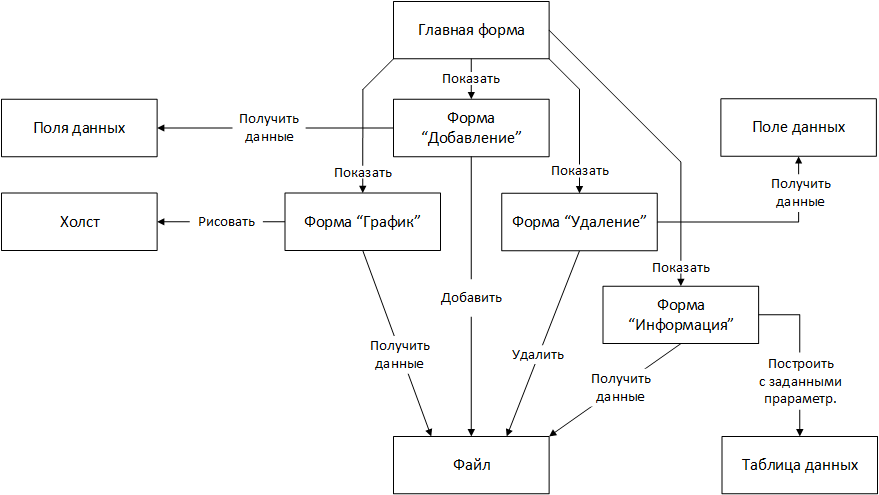 Главная форма
Показать
Поля данных
Получить
данные
Форма
“Добавление”
Поле данных
Показать
Показать
Получить
данные
Холст
Рисовать
Форма “График”
Форма “Удаление”
Показать
Добавить
Форма
“Информация”
Получить
данные
Удалить
Получить
данные
Построить
с заданными
прараметр.
Файл
Таблица данных